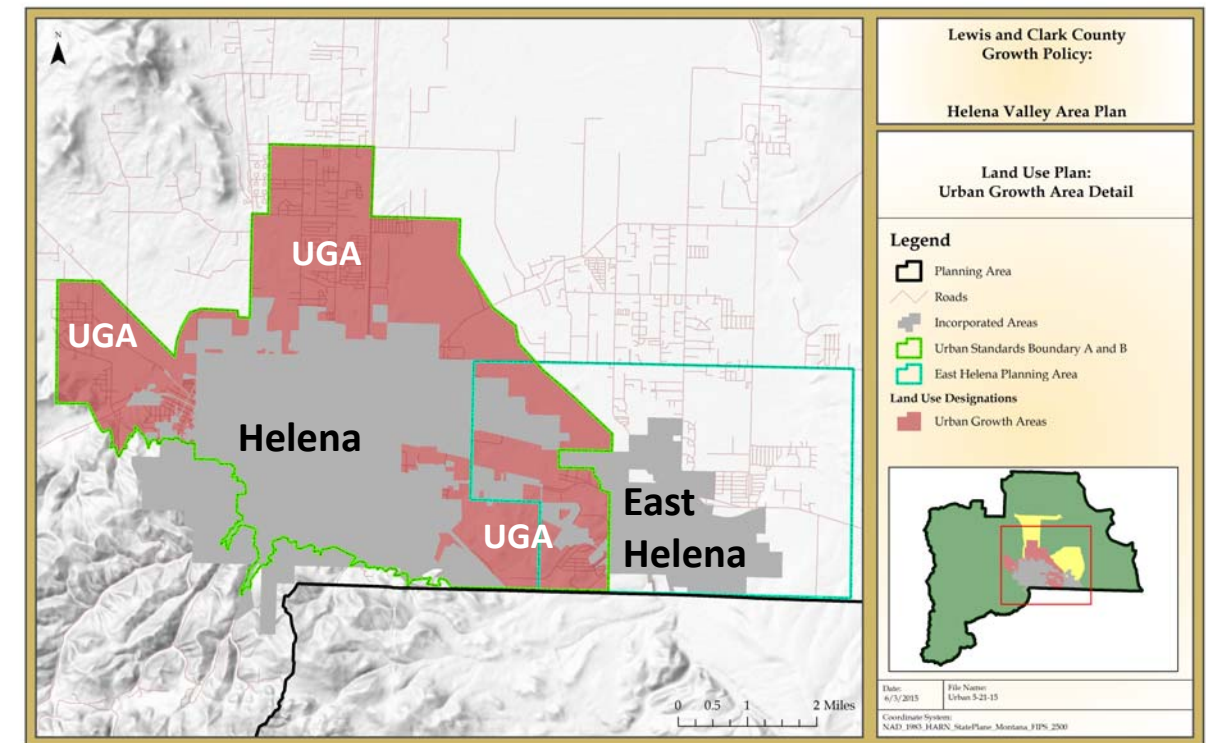 N
UGA
UGA
Helena
UGA
East
Helena
0 0.5 1 2 Miles
Lewis and Clark County
Growth Policy:
Helena Valley Area Plan
Land Use Plan:
Urban Growth Area Detail
Legend
Planning Area
Roads
Incorporated Areas
Urban Standards Boundary A and B
East Helena Planning Area
Land Use Designations
Urban Growth Areas
Date:
6/3/2015
File Name:
Urban 5-21-15
Coordinate System:
NAD_1983_HARN_StatePlane_Montana_FIPS_2500